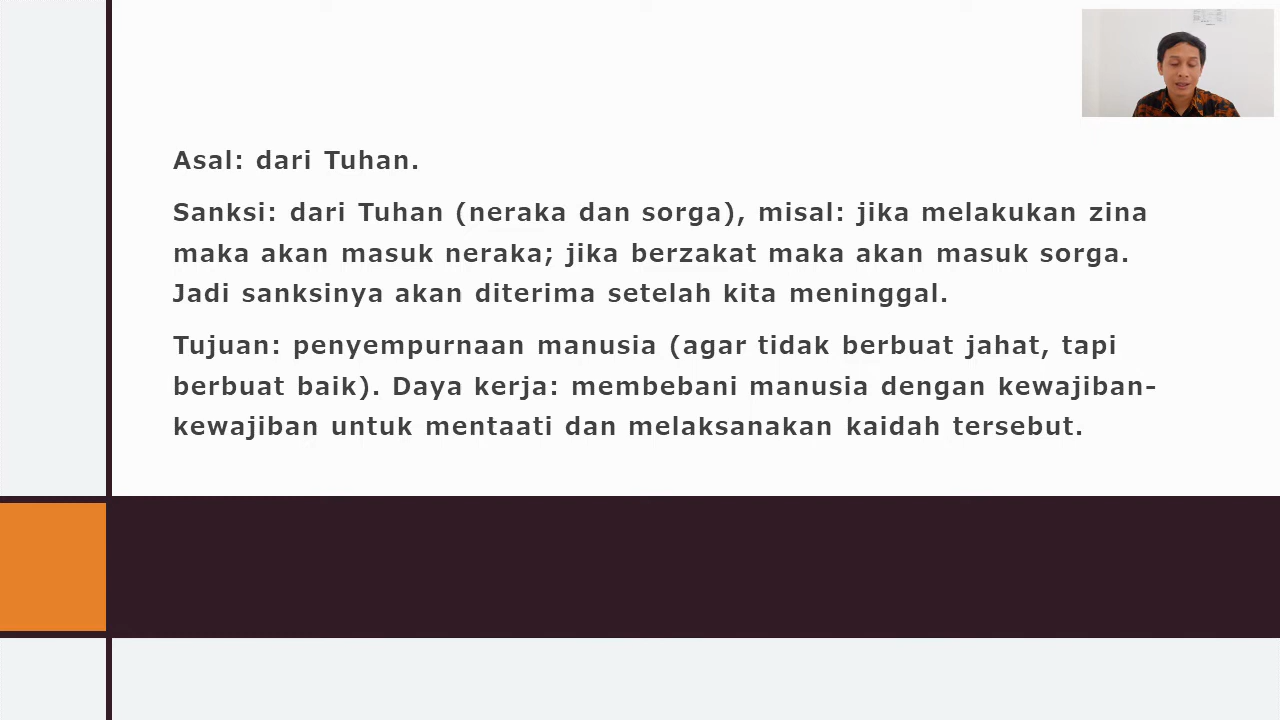 Asal: dari Tuhan.
Sanksi: dari Tuhan (neraka dan sorga), misal: jika melakukan zina
maka akan masuk neraka; jika berzakat maka akan masuk sorga.
Jadi sanksinya akan diterima setelah kita meninggal.
Tujuan: penyempurnaan manusia (agar tidak berbuat jahat, tapi
berbuat baik). Daya kerja: membebani manusia dengan kewajiban-
kewajiban untuk mentaati dan melaksanakan kaidah tersebut.